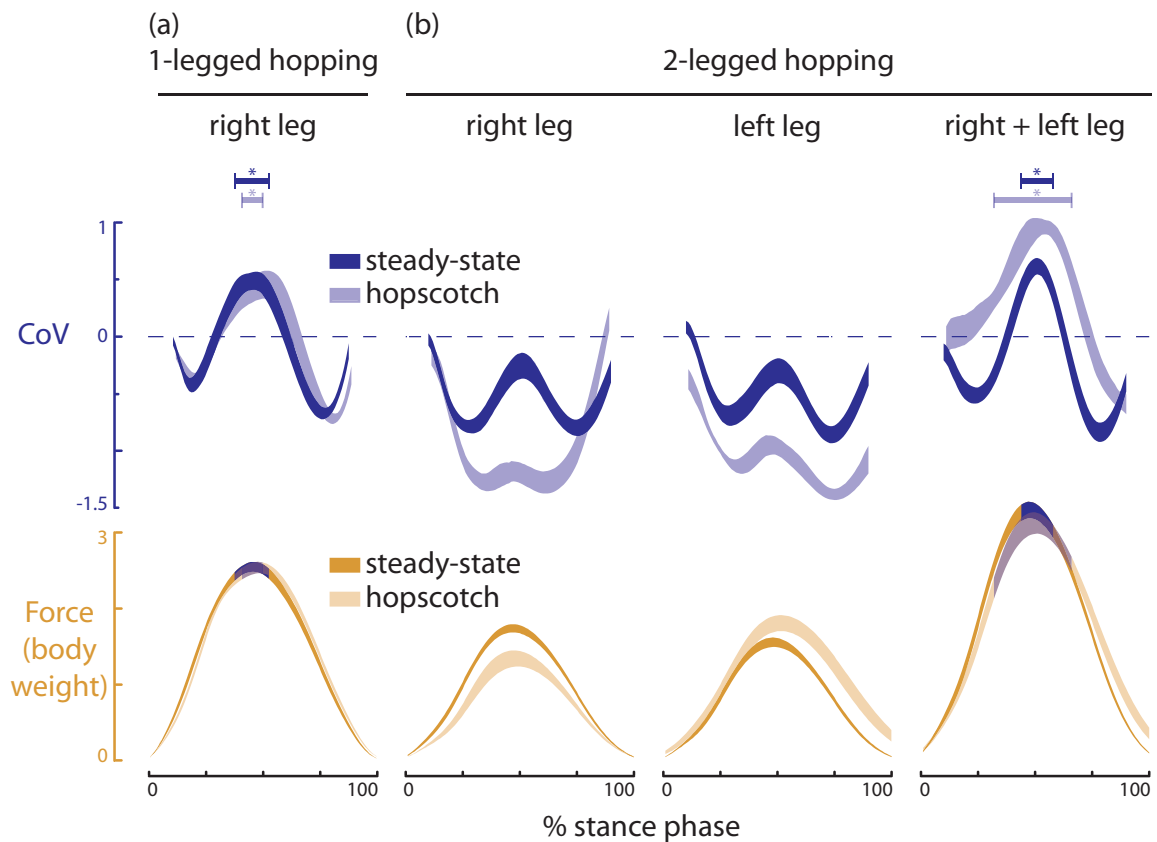 (a)
(b)
1-legged hopping
2-legged hopping
right leg
right leg
left leg
right + left leg
*
*
*
*
1
steady-state
hopscotch
CoV
0
-1.5
3
steady-state
hopscotch
Force
(body
weight)
0
0
100
0
100
0
100
0
100
% stance phase